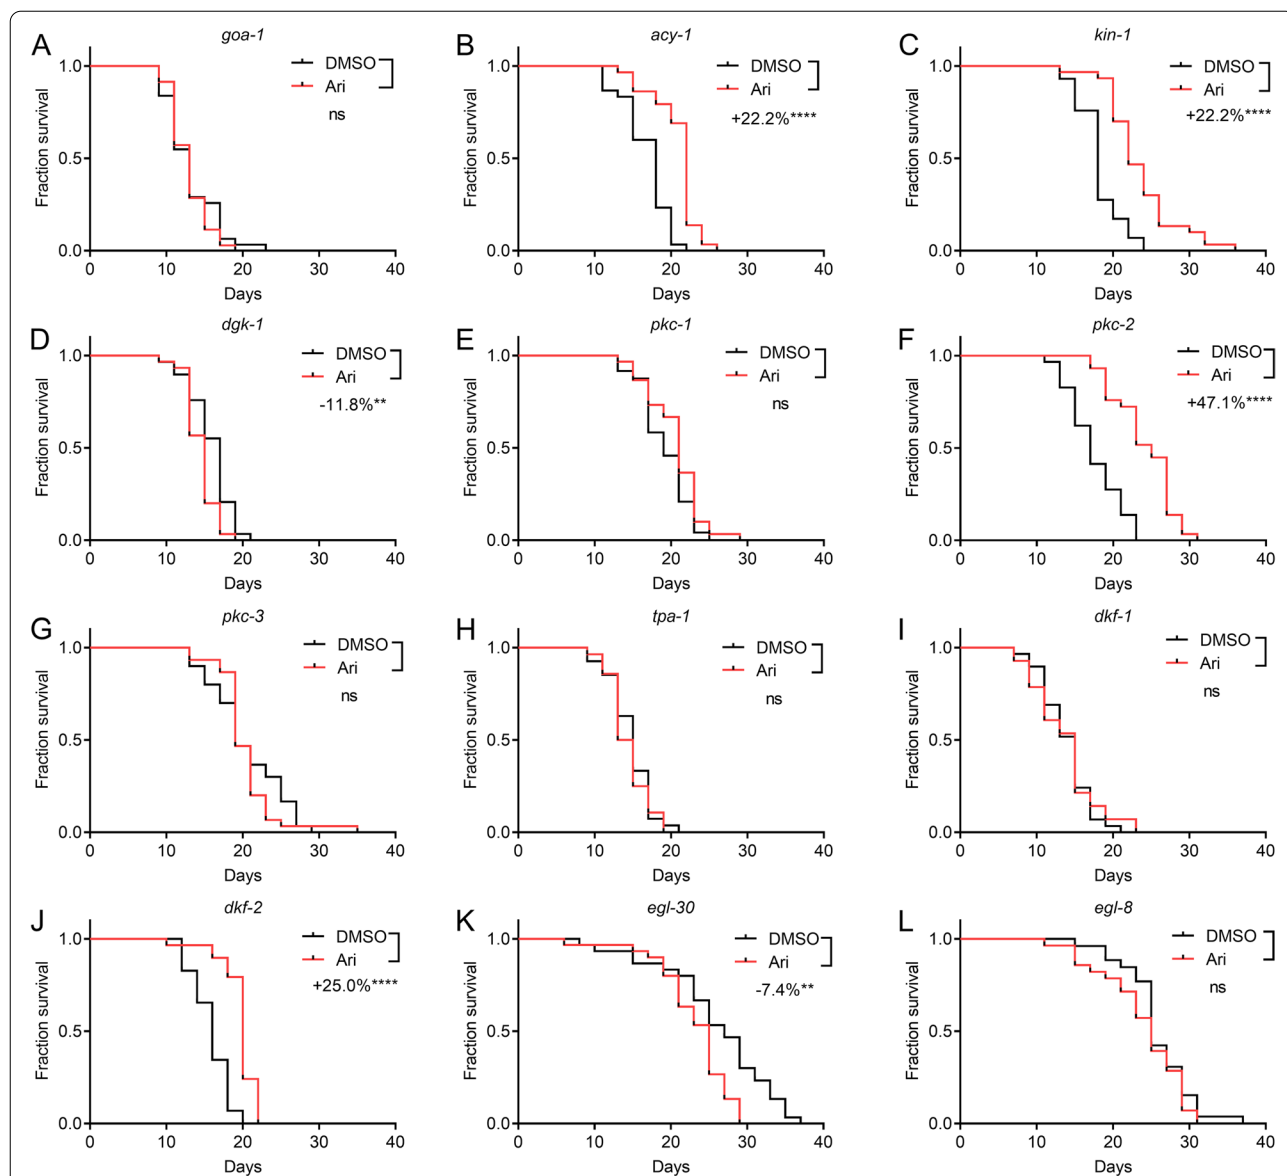 A
goa-1
Fraction survival
1.0
0.5
0.0
0 10 20 30 40
Days
DMSO
Ari
ns
B
acy-1
Fraction survival
1.0
0.5
0.0
0 10 20 30 40
Days
DMSO
Ari
+22.2%****
C
kin-1
Fraction survival
1.0
0.5
0.0
0 10 20 30 40
Days
DMSO
Ari
+22.2%****
D
dgk-1
Fraction survival
1.0
0.5
0.0
0 10 20 30 40
Days
DMSO
Ari
-11.8%**
E
pkc-1
Fraction survival
1.0
0.5
0.0
0 10 20 30 40
Days
DMSO
Ari
ns
F
pkc-2
Fraction survival
1.0
0.5
0.0
0 10 20 30 40
Days
DMSO
Ari
+47.1%****
G
pkc-3
Fraction survival
1.0
0.5
0.0
0 10 20 30 40
Days
DMSO
Ari
ns
H
tpa-1
Fraction survival
1.0
0.5
0.0
0 10 20 30 40
Days
DMSO
Ari
ns
I
dkf-1
Fraction survival
1.0
0.5
0.0
0 10 20 30 40
Days
DMSO
Ari
ns
J
dkf-2
Fraction survival
1.0
0.5
0.0
0 10 20 30 40
Days
DMSO
Ari
+25.0%****
K
egl-30
Fraction survival
1.0
0.5
0.0
0 10 20 30 40
Days
DMSO
Ari
-7.4%**
L
egl-8
Fraction survival
1.0
0.5
0.0
0 10 20 30 40
Days
DMSO
Ari
ns